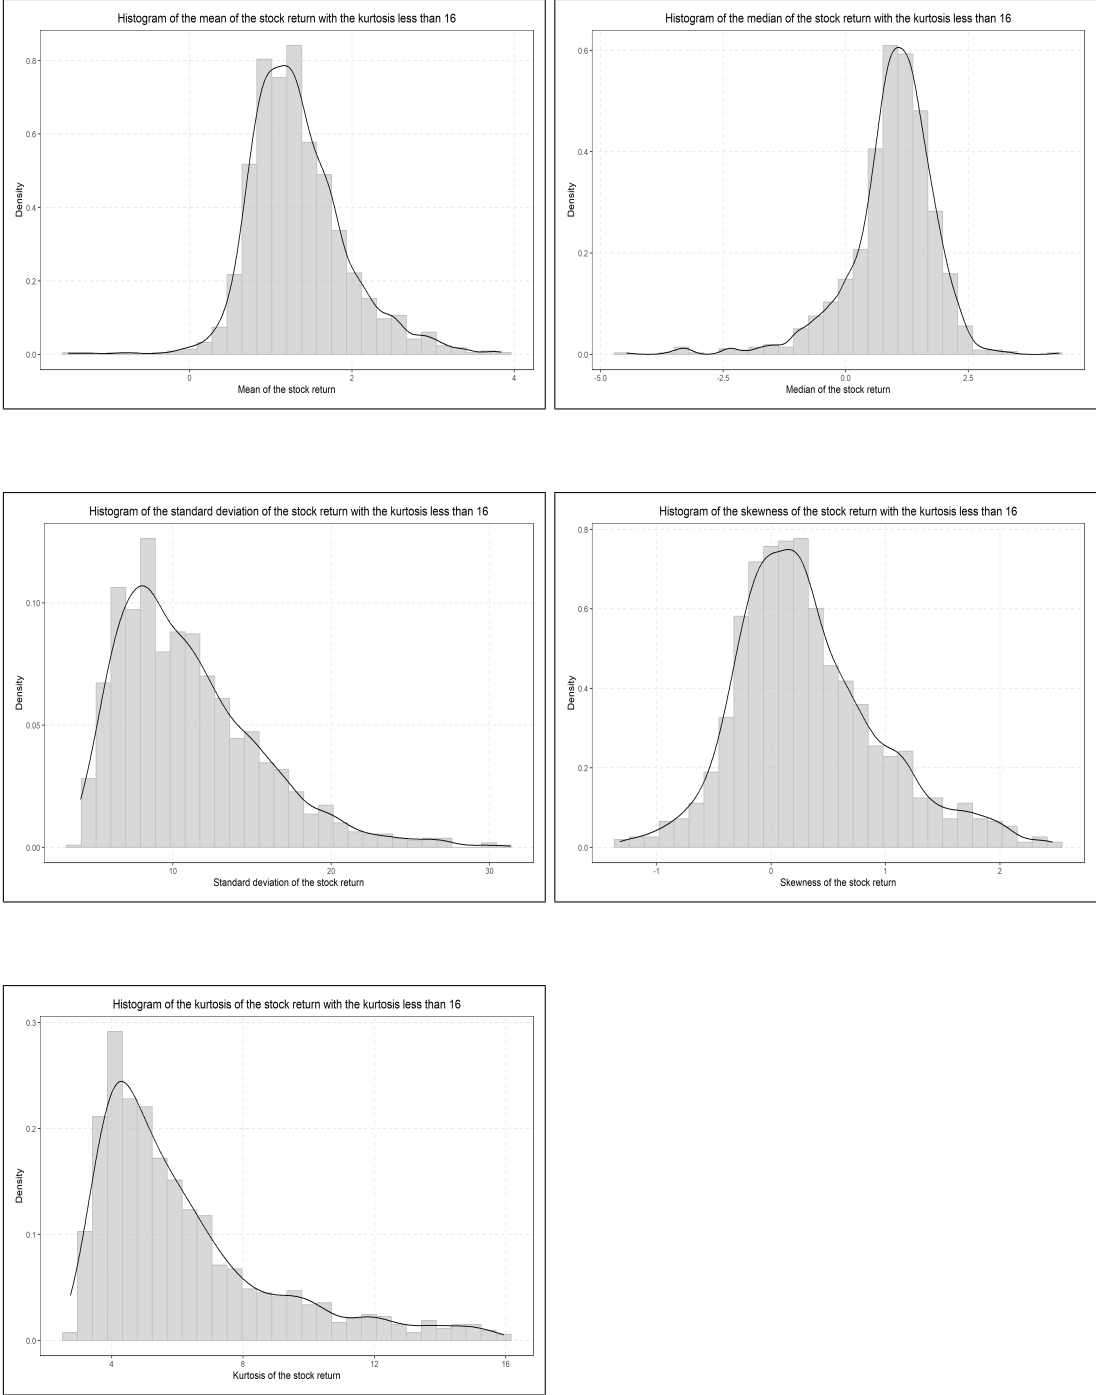 Histogram of the mean of the stock return with the kurtosis less than 16
Density
0.8
0.6
0.4
0.2
0.0
0 2 4
Mean of the stock return
Histogram of the median of the stock return with the kurtosis less than 16
Density
0.6
0.4
0.2
0.0
-5.0 -2.5 0.0 2.5
Median of the stock return
Histogram of the standard deviation of the stock return with the kurtosis less than 16
Density
0.10
0.05
0.00
10 20 30
Standard deviation of the stock return
Histogram of the skewness of the stock return with the kurtosis less than 16
Density
0.8
0.6
0.4
0.2
0.0
-1 0 1 2
Skewness of the stock return
Histogram of the kurtosis of the stock return with the kurtosis less than 16
Density
0.3
0.2
0.1
0.0
4 8 12 16
Kurtosis of the stock return